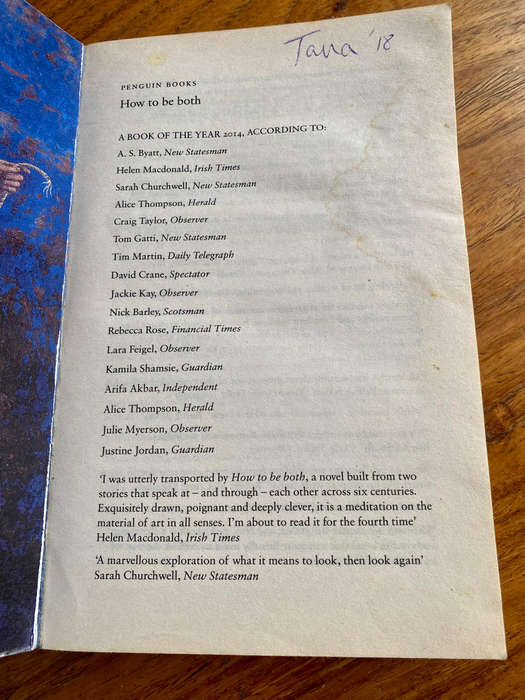 Tana '18
PENGUIN BOOKS
How to be both
A BOOK OF THE YEAR 2014, ACCORDING TO:
A. S. Byatt, New Statesman
Helen Macdonald, Irish Times
Sarah Churchwell, New Statesman
Alice Thompson, Herald
Craig Taylor, Observer
Tom Gatti, New Statesman
Tim Martin, Daily Telegraph
David Crane, Spectator
Jackie Kay, Observer
Nick Barley, Scotsman
Rebecca Rose, Financial Times
Lara Feigel, Observer
Kamila Shamsie, Guardian
Arifa Akbar, Independent
Alice Thompson, Herald
Julie Myerson, Observer
Justine Jordan, Guardian
‘I was utterly transported by How to be both, a novel built from two
stories that speak at – and through – each other across six centuries.
Exquisitely drawn, poignant and deeply clever, it is a meditation on the
material of art in all senses. I’m about to read it for the fourth time’
Helen Macdonald, Irish Times
‘A marvellous exploration of what it means to look, then look again’
Sarah Churchwell, New Statesman